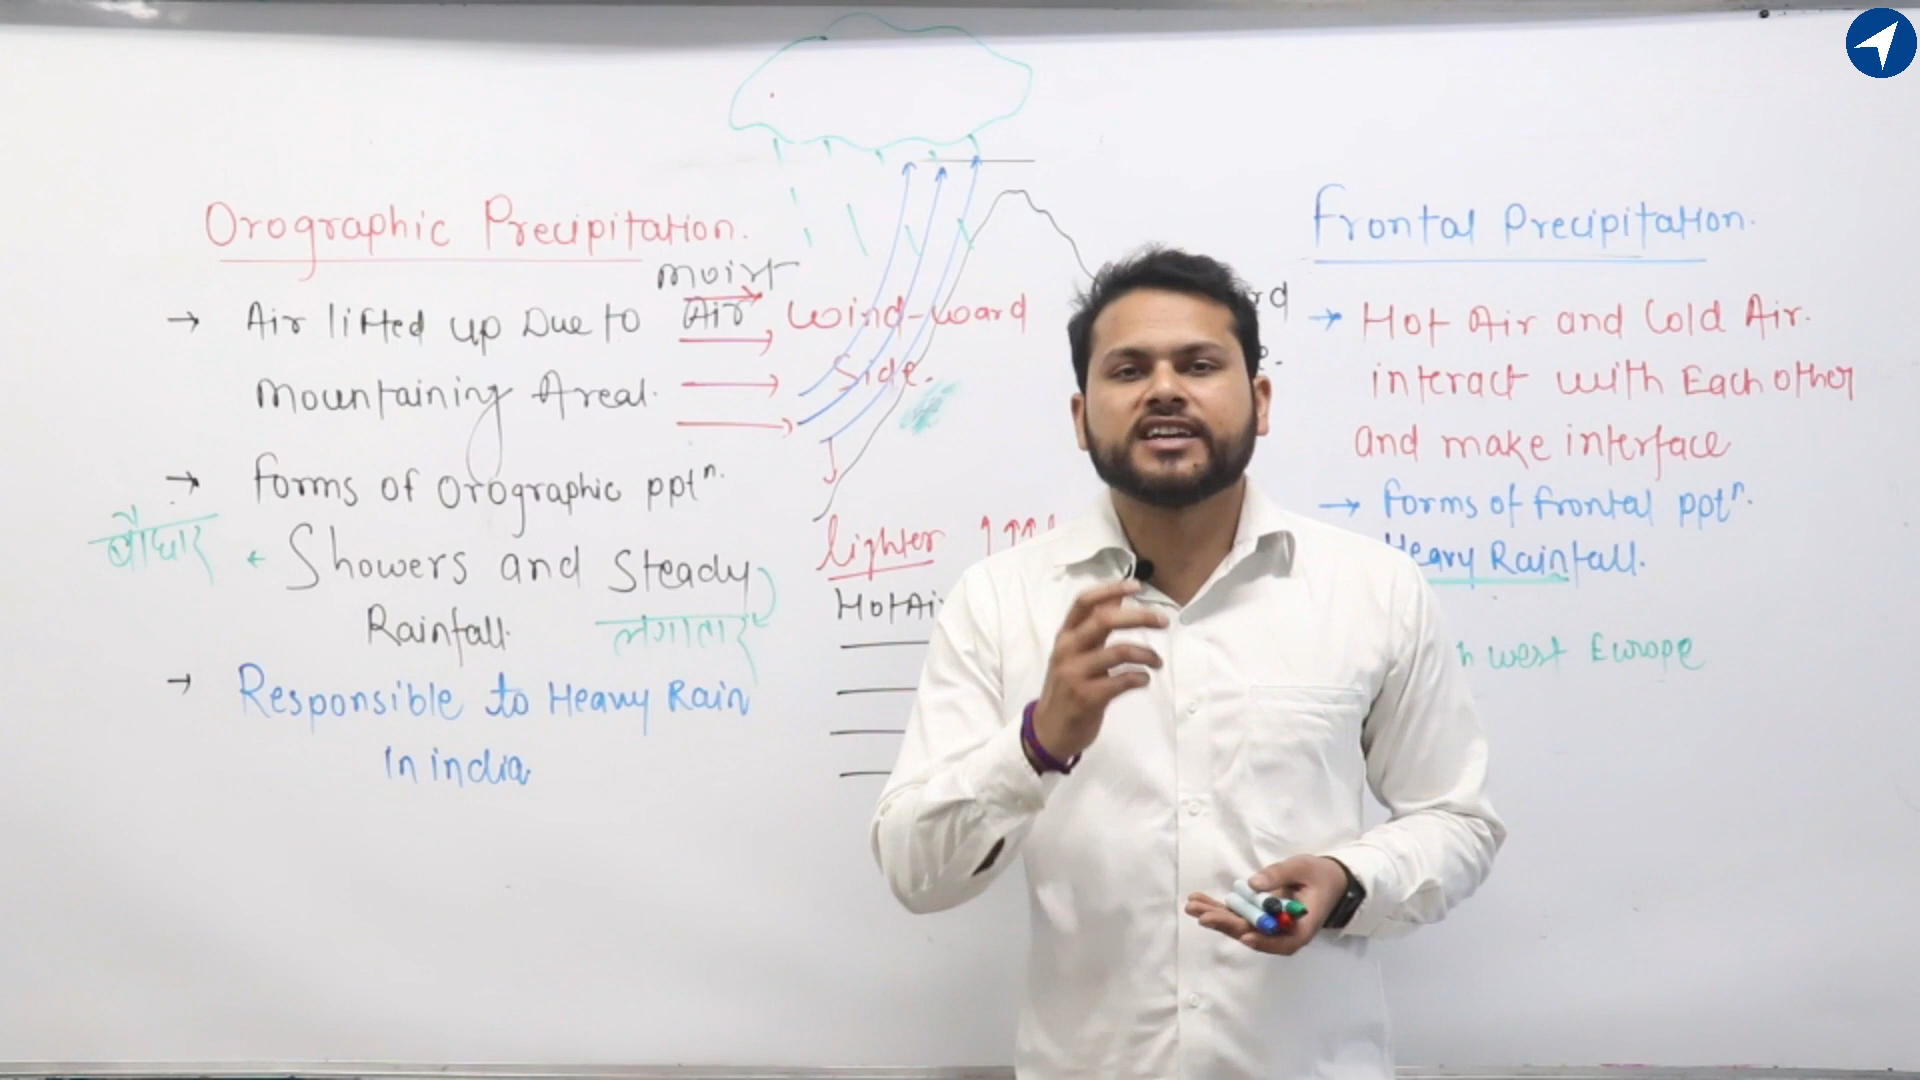 Orographic Precipitation.
→ Air lifted up Due to
Mountaining Areal.
→ forms of orographic pptⁿ.
बौछार ← Showers and Steady
Rainfall. लगातार
→ Responsible to Heavy Rain
In india
moist
Air
Wind-ward
Side.
lighter
Hot Air
Frontal Precipitation.
→ Hot Air and Cold Air.
interact with Each other
and make interface
→ forms of frontal pptⁿ.
Heavy Rainfall.
west Europe